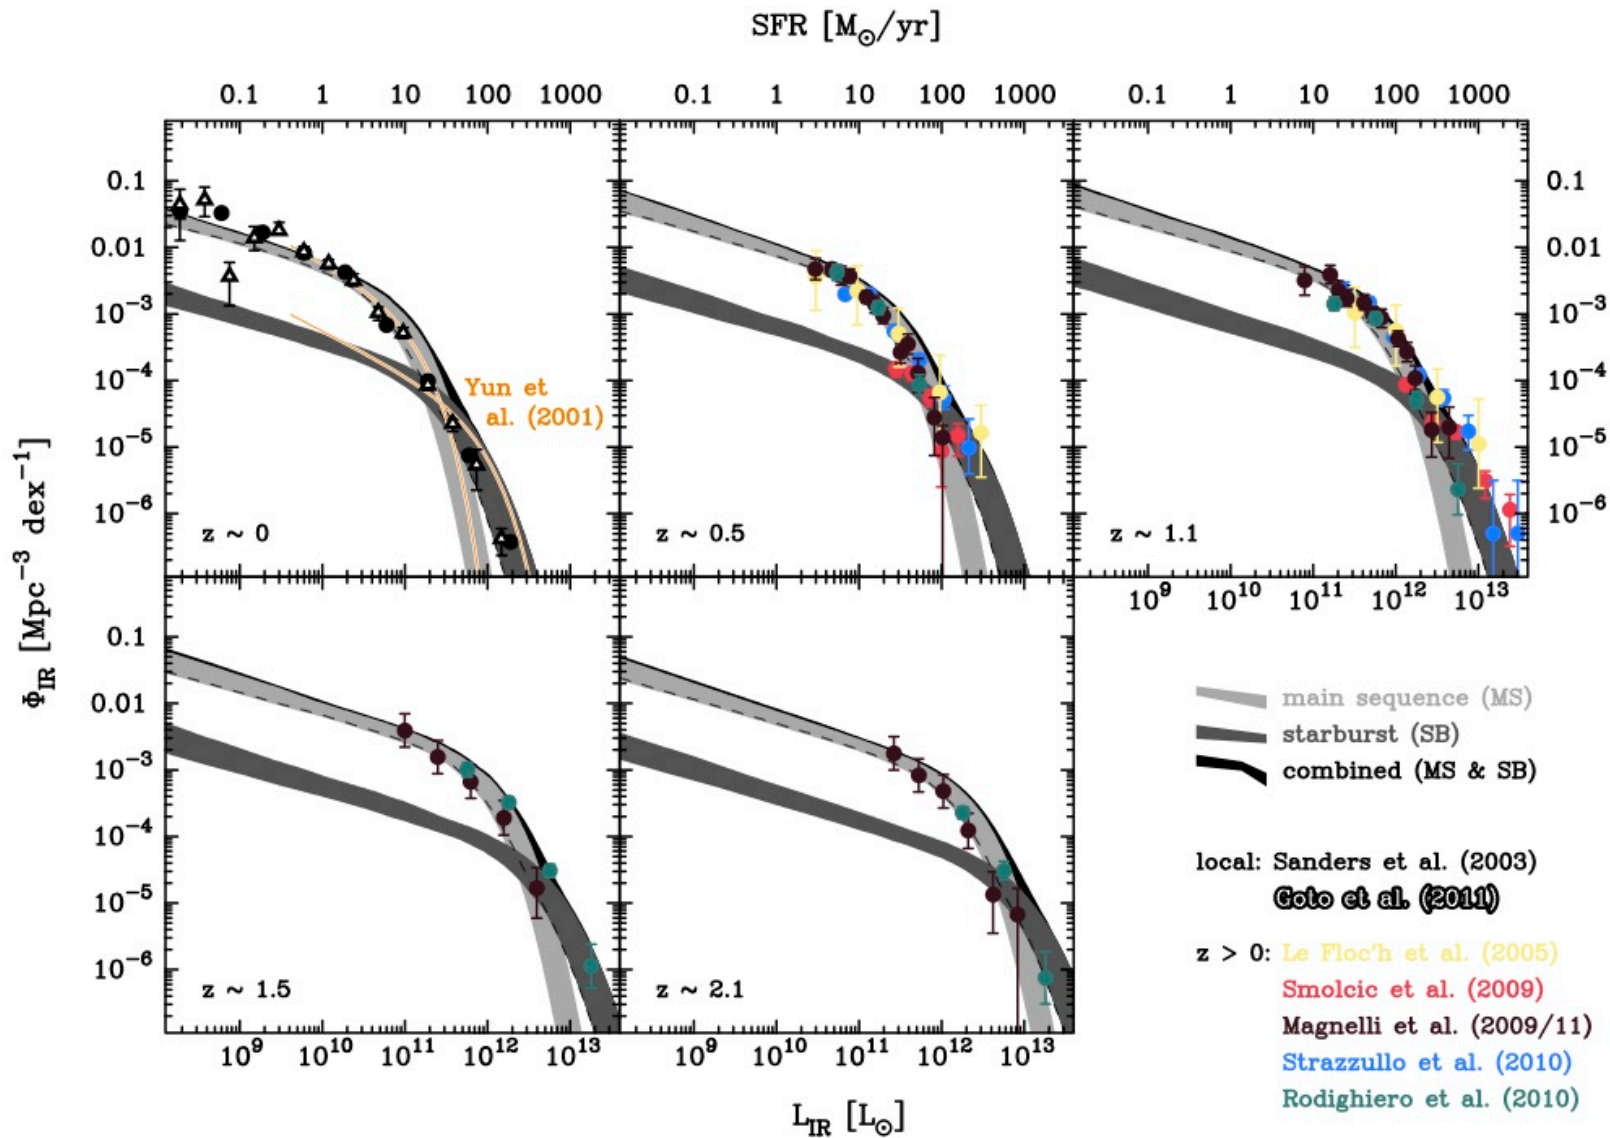 SFR [M⊙/yr]
0.1 1 10 100 1000 0.1 1 10 100 1000 0.1 1 10 100 1000
0.1 0.1
0.01 0.01
10⁻³ 10⁻³
10⁻⁴ 10⁻⁴
Yun et
al. (2001)
10⁻⁵ 10⁻⁵
10⁻⁶ 10⁻⁶
z ~ 0 z ~ 0.5 z ~ 1.1
10⁹ 10¹⁰ 10¹¹ 10¹² 10¹³
Φ_IR [Mpc⁻³ dex⁻¹]
0.1
0.01
10⁻³
10⁻⁴
10⁻⁵
10⁻⁶
z ~ 1.5 z ~ 2.1
10⁹ 10¹⁰ 10¹¹ 10¹² 10¹³ 10⁹ 10¹⁰ 10¹¹ 10¹² 10¹³
L_IR [L⊙]
main sequence (MS)
starburst (SB)
combined (MS & SB)
local: Sanders et al. (2003)
Goto et al. (2011)
z > 0: Le Floc'h et al. (2005)
Smolcic et al. (2009)
Magnelli et al. (2009/11)
Strazzullo et al. (2010)
Rodighiero et al. (2010)